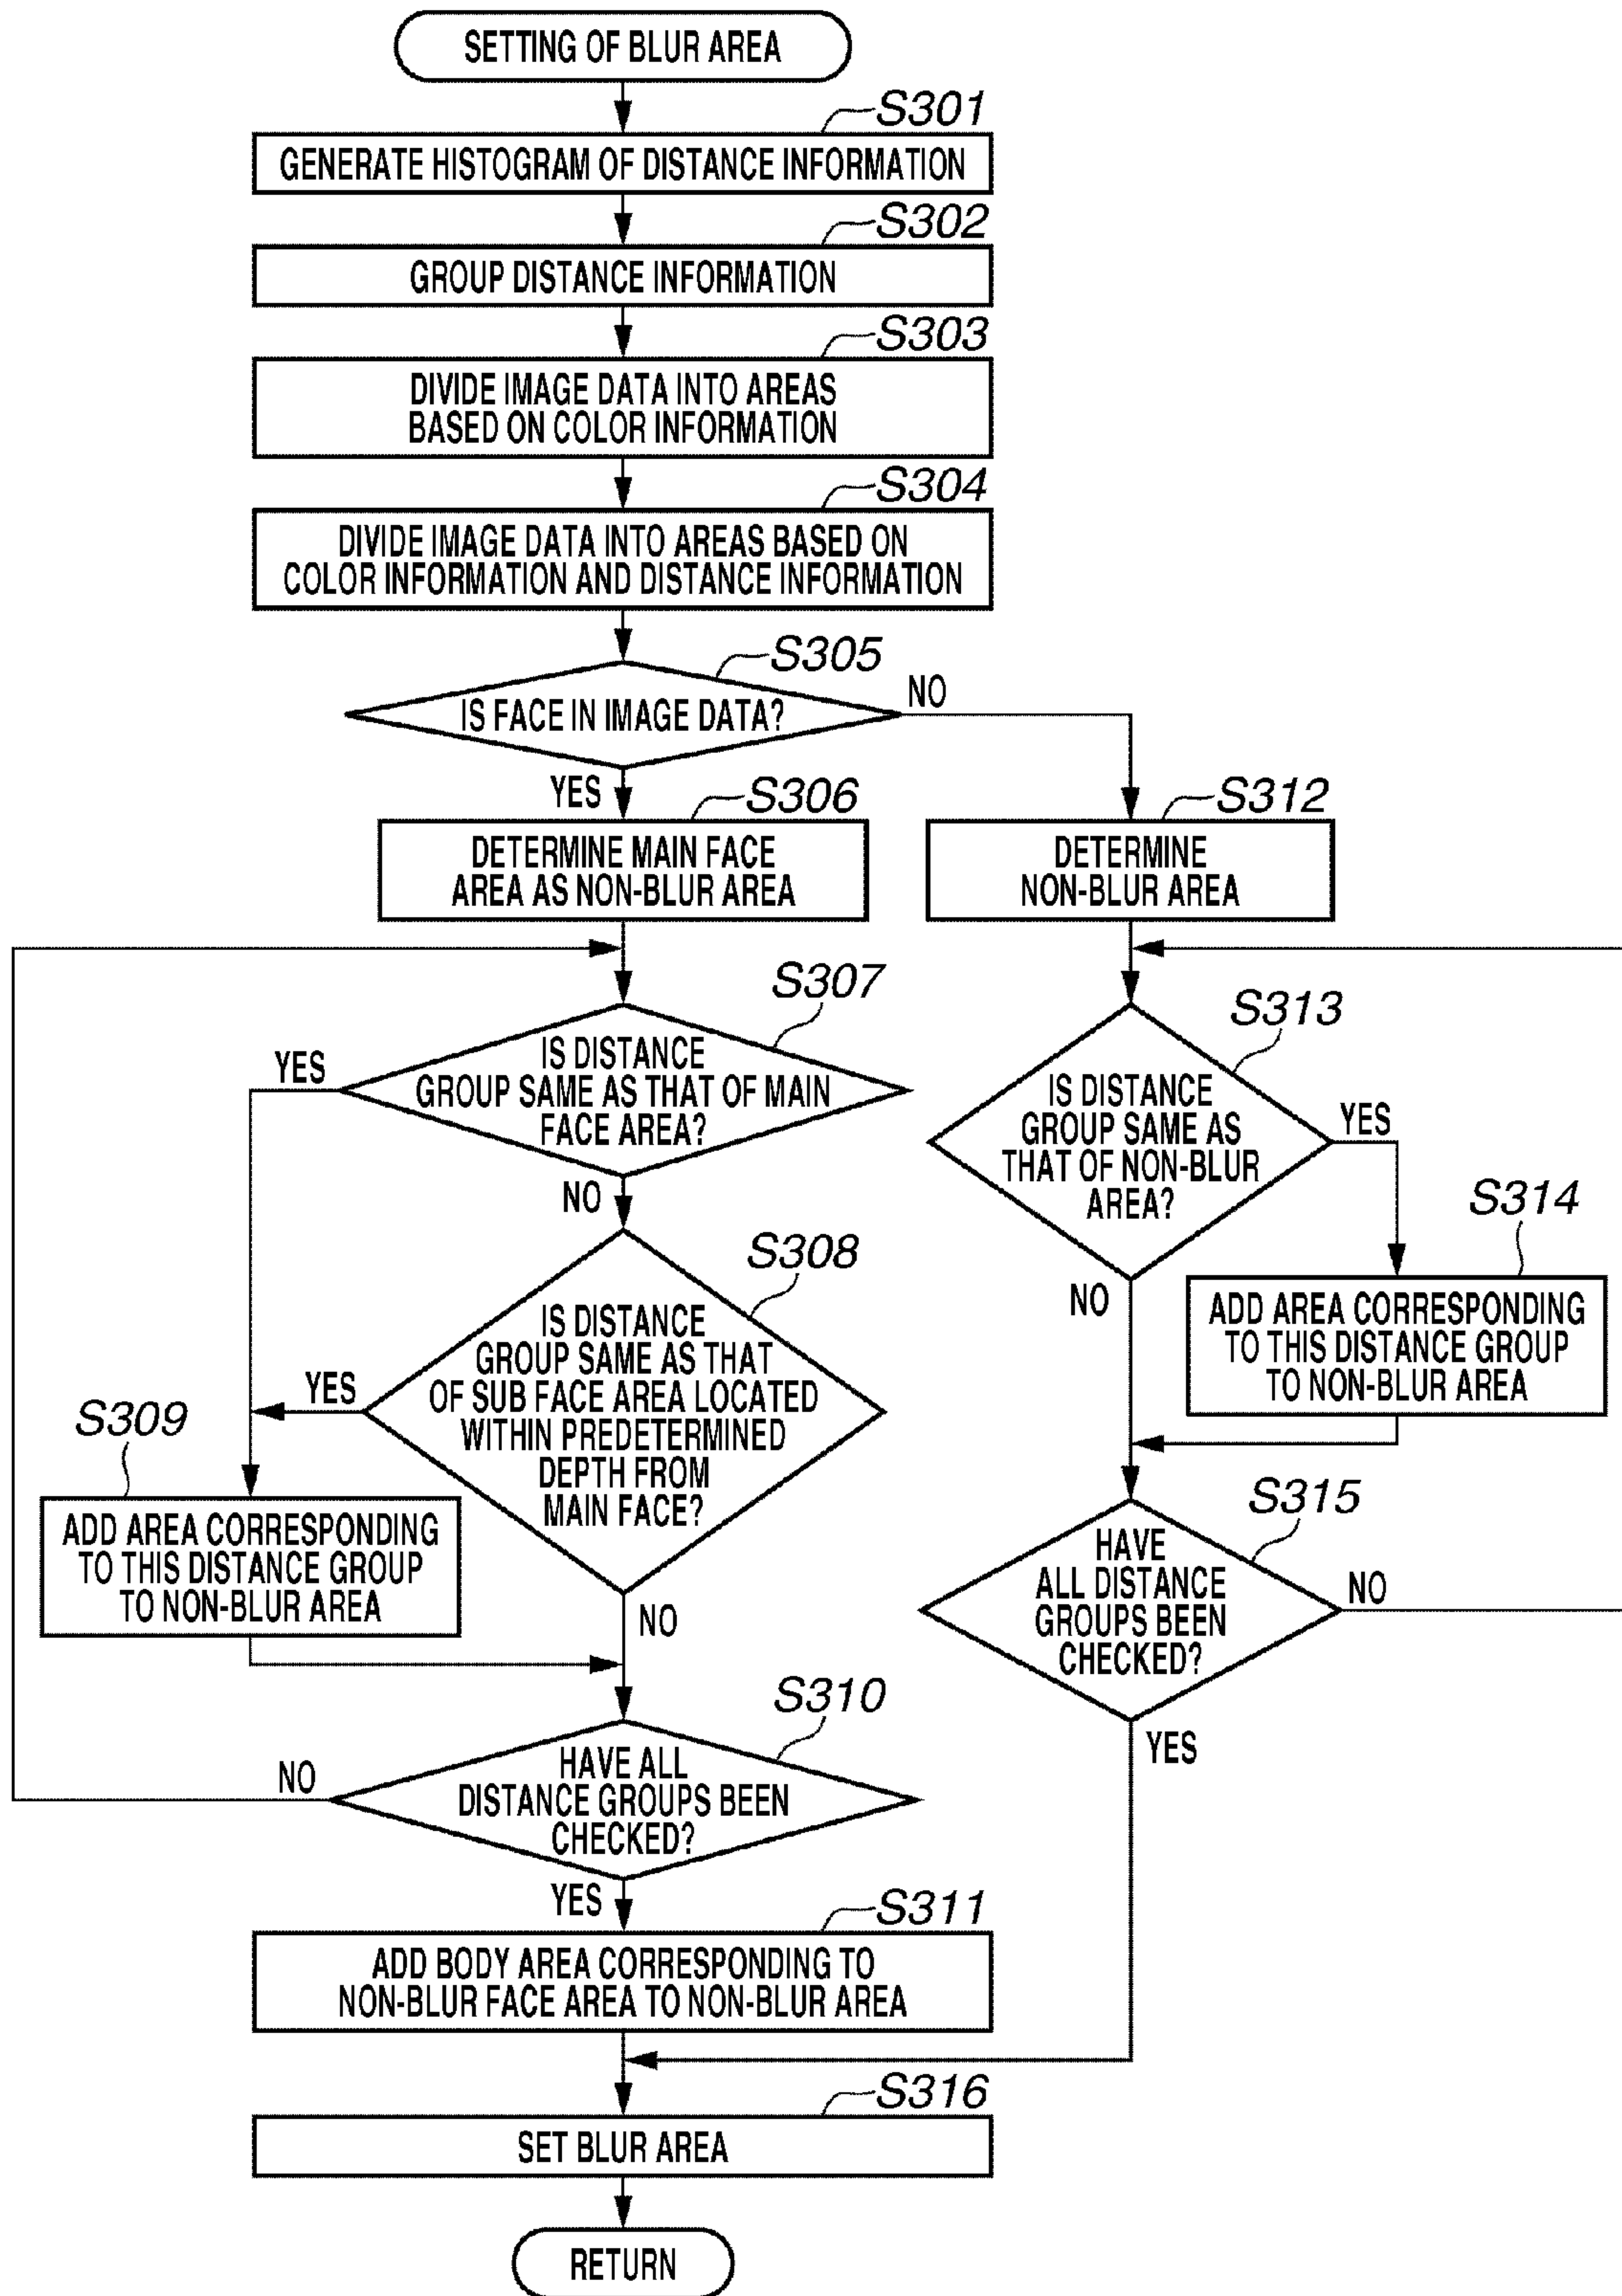 SETTING OF BLUR AREA
S301
GENERATE HISTOGRAM OF DISTANCE INFORMATION
S302
GROUP DISTANCE INFORMATION
S303
DIVIDE IMAGE DATA INTO AREAS
BASED ON COLOR INFORMATION
S304
DIVIDE IMAGE DATA INTO AREAS BASED ON
COLOR INFORMATION AND DISTANCE INFORMATION
S305
IS FACE IN IMAGE DATA?
NO
YES
S306
DETERMINE MAIN FACE
AREA AS NON-BLUR AREA
S312
DETERMINE
NON-BLUR AREA
S307
IS DISTANCE
GROUP SAME AS THAT OF MAIN
FACE AREA?
YES
NO
S308
IS DISTANCE
GROUP SAME AS THAT
OF SUB FACE AREA LOCATED
WITHIN PREDETERMINED
DEPTH FROM
MAIN FACE?
YES
NO
S309
ADD AREA CORRESPONDING
TO THIS DISTANCE GROUP
TO NON-BLUR AREA
S310
HAVE ALL
DISTANCE GROUPS BEEN
CHECKED?
NO
YES
S311
ADD BODY AREA CORRESPONDING TO
NON-BLUR FACE AREA TO NON-BLUR AREA
S313
IS DISTANCE
GROUP SAME AS
THAT OF NON-BLUR
AREA?
YES
NO
S314
ADD AREA CORRESPONDING
TO THIS DISTANCE GROUP
TO NON-BLUR AREA
S315
HAVE
ALL DISTANCE
GROUPS BEEN
CHECKED?
NO
YES
S316
SET BLUR AREA
RETURN